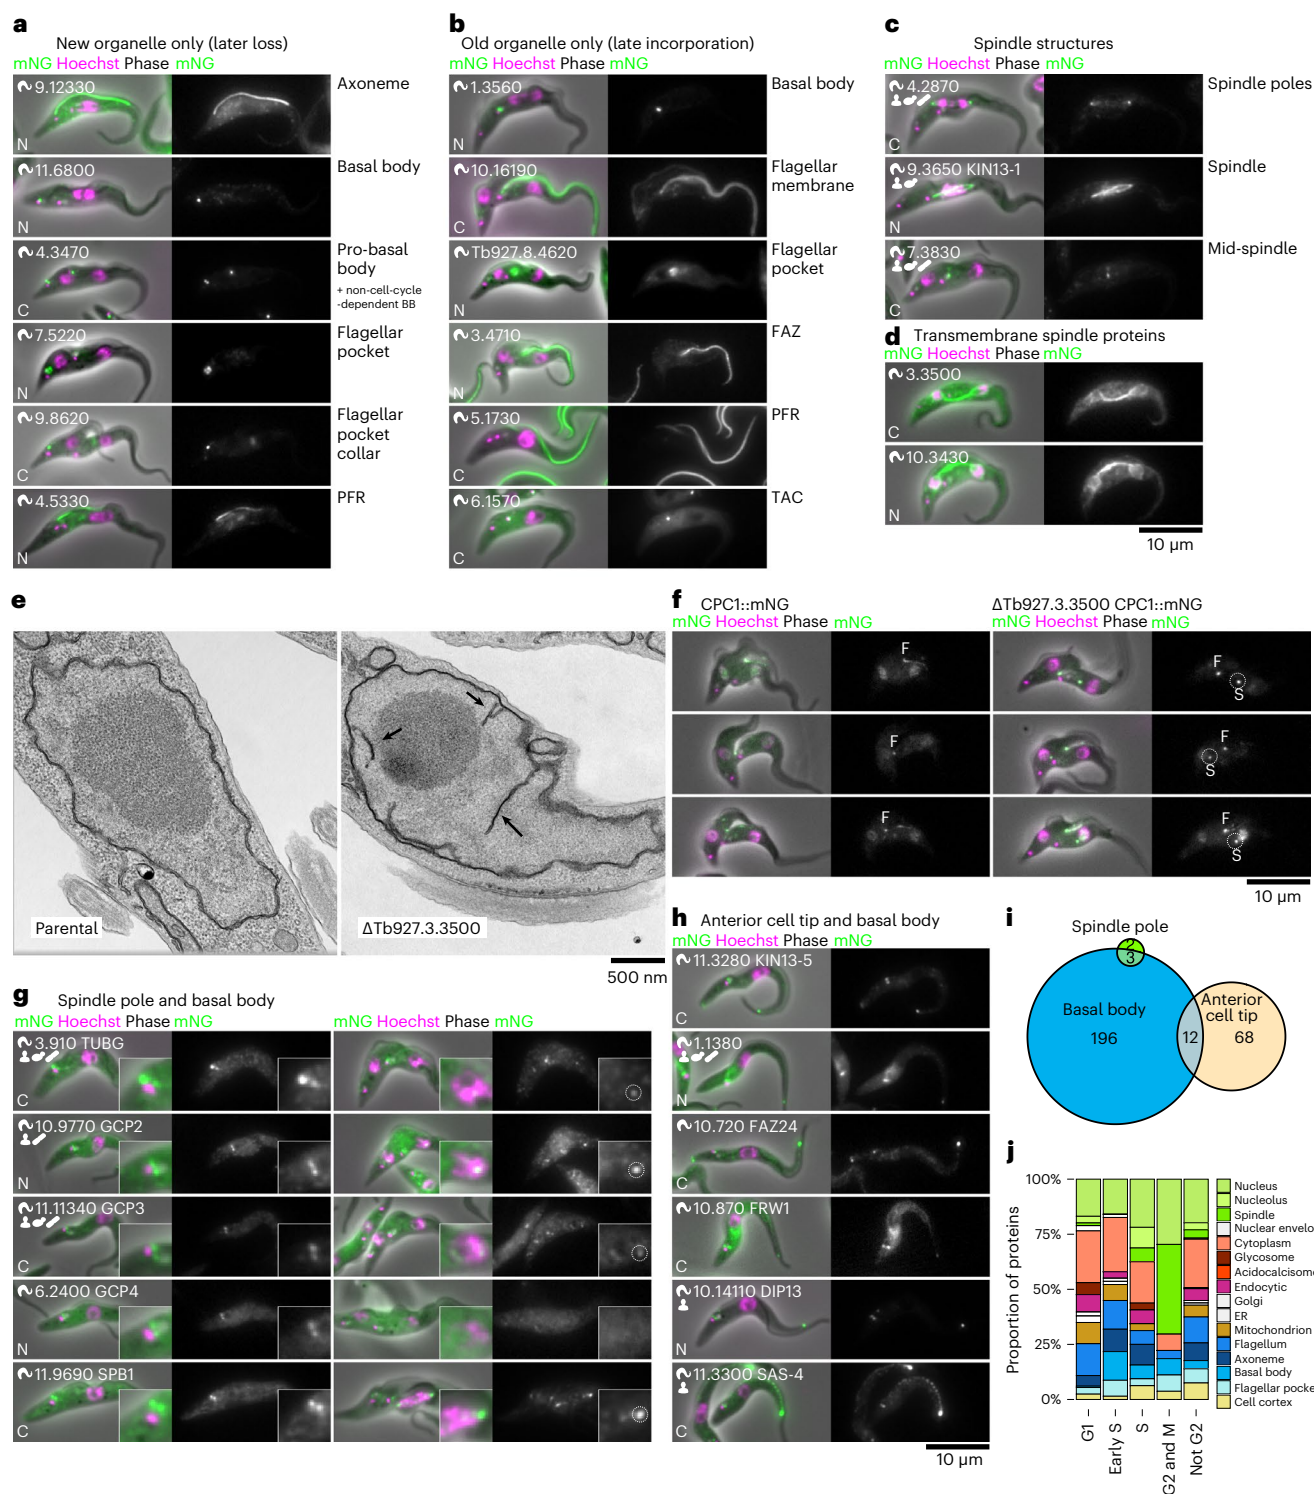 a
New organelle only (later loss)
mNG Hoechst Phase mNG
9.12330
N
Axoneme
11.6800
N
Basal body
4.3470
C
Pro-basal
body
+ non-cell-cycle
-dependent BB
7.5220
N
Flagellar
pocket
9.8620
C
Flagellar
pocket
collar
4.5330
N
PFR
b
Old organelle only (late incorporation)
mNG Hoechst Phase mNG
1.3560
N
Basal body
10.16190
C
Flagellar
membrane
Tb927.8.4620
N
Flagellar
pocket
3.4710
N
FAZ
5.1730
C
PFR
6.1570
C
TAC
c
Spindle structures
mNG Hoechst Phase mNG
4.2870
C
Spindle poles
9.3650 KIN13-1
N
Spindle
7.3830
C
Mid-spindle
d
Transmembrane spindle proteins
mNG Hoechst Phase mNG
3.3500
C
10.3430
N
10 µm
e
Parental
ΔTb927.3.3500
500 nm
f
CPC1::mNG
ΔTb927.3.3500 CPC1::mNG
mNG Hoechst Phase mNG
mNG Hoechst Phase mNG
F
F
S
F
F
S
F
F
S
10 µm
g
Spindle pole and basal body
mNG Hoechst Phase mNG
mNG Hoechst Phase mNG
3.910 TUBG
C
10.9770 GCP2
N
11.11340 GCP3
C
6.2400 GCP4
N
11.9690 SPB1
C
h
Anterior cell tip and basal body
mNG Hoechst Phase mNG
11.3280 KIN13-5
C
1.1380
N
10.720 FAZ24
C
10.870 FRW1
C
10.14110 DIP13
N
11.3300 SAS-4
C
10 µm
i
Spindle pole
2
3
Basal body
196
12
Anterior
cell tip
68
j
Proportion of proteins
100%
75%
50%
25%
0%
G1
Early S
S
G2 and M
Not G2
Nucleus
Nucleolus
Spindle
Nuclear envelo
Cytoplasm
Glycosome
Acidocalcisome
Endocytic
Golgi
ER
Mitochondrion
Flagellum
Axoneme
Basal body
Flagellar pocke
Cell cortex